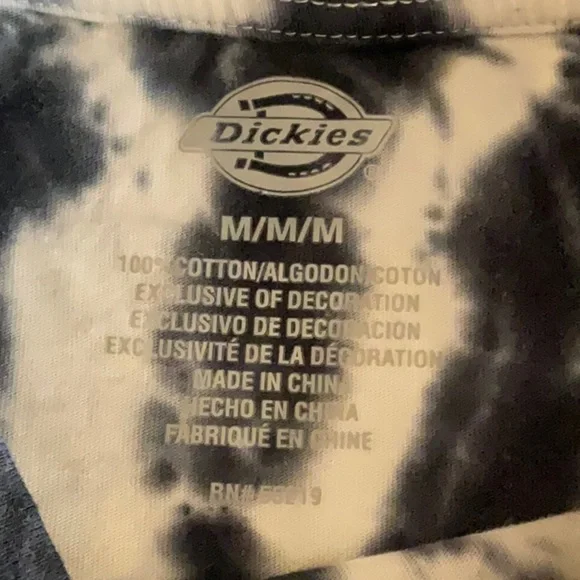 Dickies
M/M/M
100% COTTON/ALGODON/COTON
EXCLUSIVE OF DECORATION
EXCLUSIVO DE DECORACION
EXCLUSIVITÉ DE LA DÉCORATION
MADE IN CHINA
HECHO EN CHINA
FABRIQUÉ EN CHINE
RN#